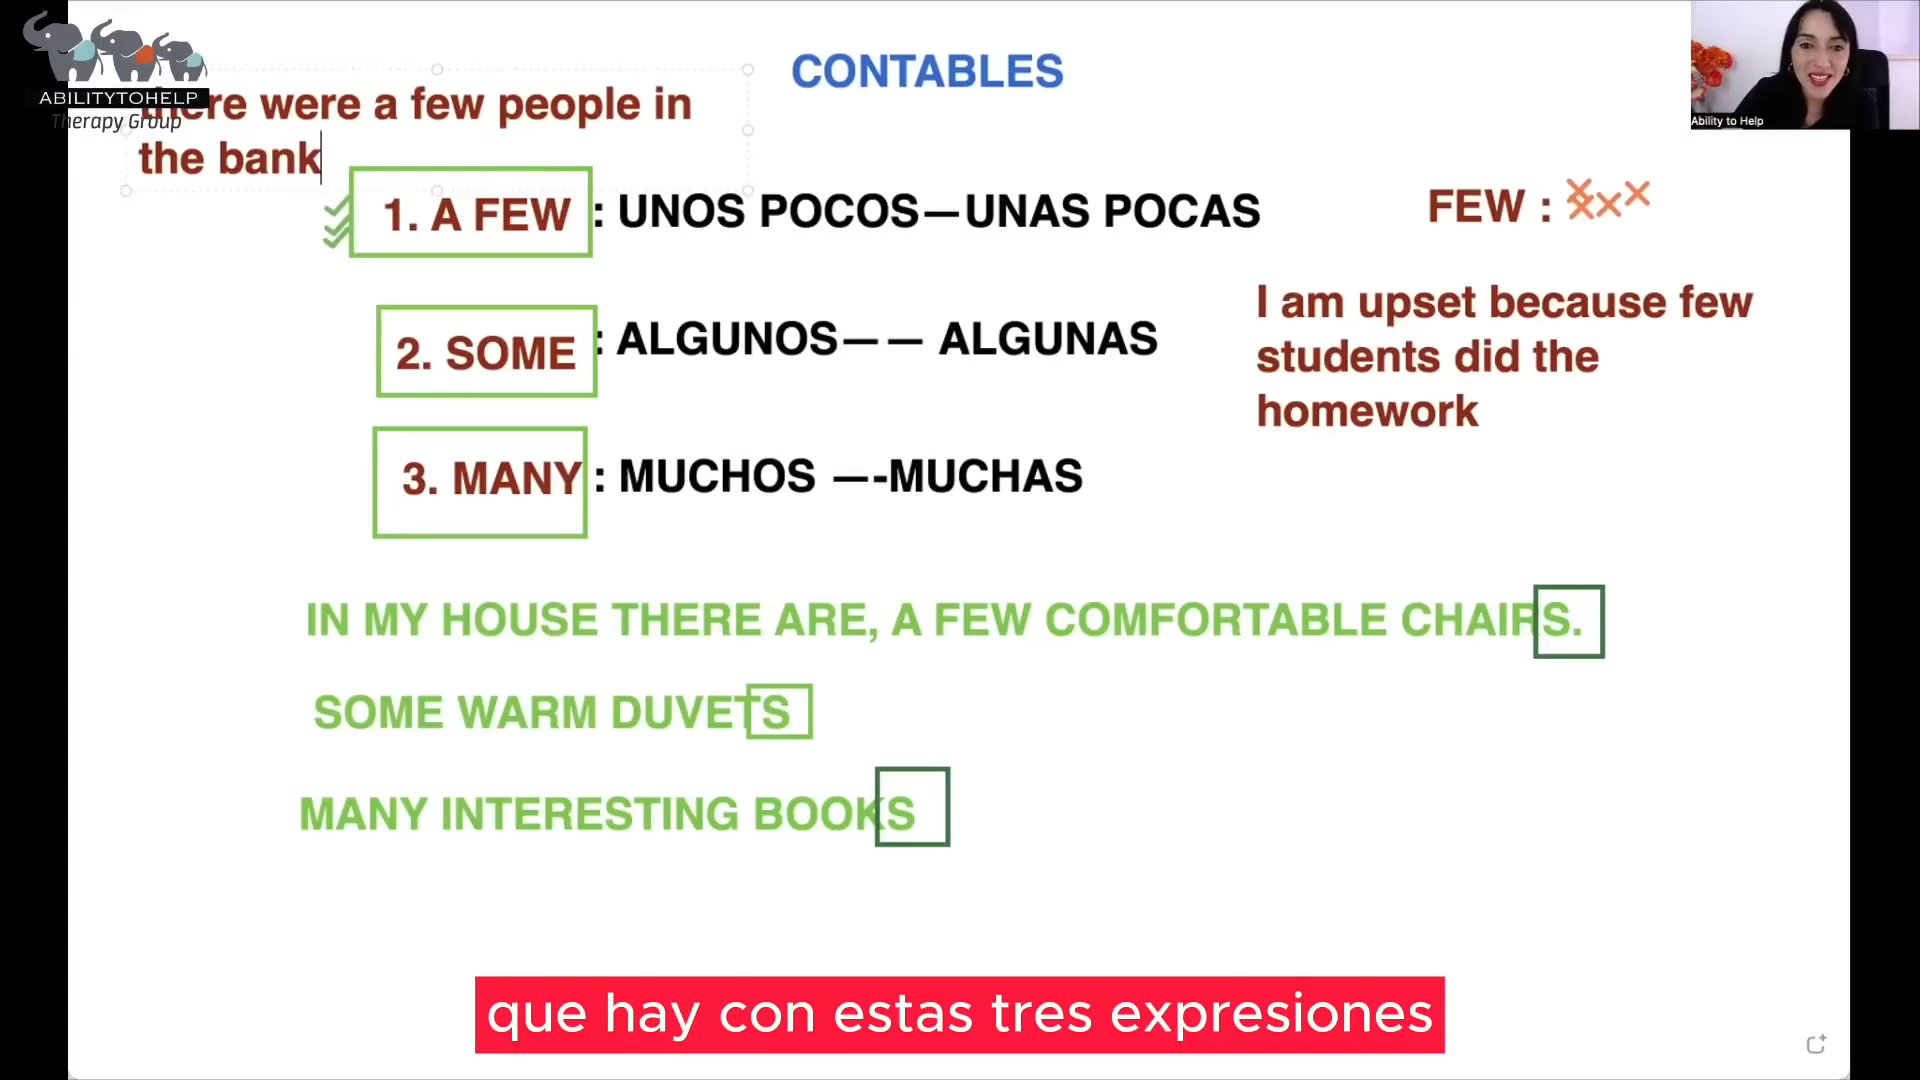 ABILITYTOHELP
Therapy Group
there were a few people in
the bank
CONTABLES
Ability to Help
1. A FEW : UNOS POCOS—UNAS POCAS
FEW :
2. SOME : ALGUNOS—— ALGUNAS
I am upset because few
students did the
homework
3. MANY : MUCHOS —-MUCHAS
IN MY HOUSE THERE ARE, A FEW COMFORTABLE CHAIRS.
SOME WARM DUVETS
MANY INTERESTING BOOKS
que hay con estas tres expresiones